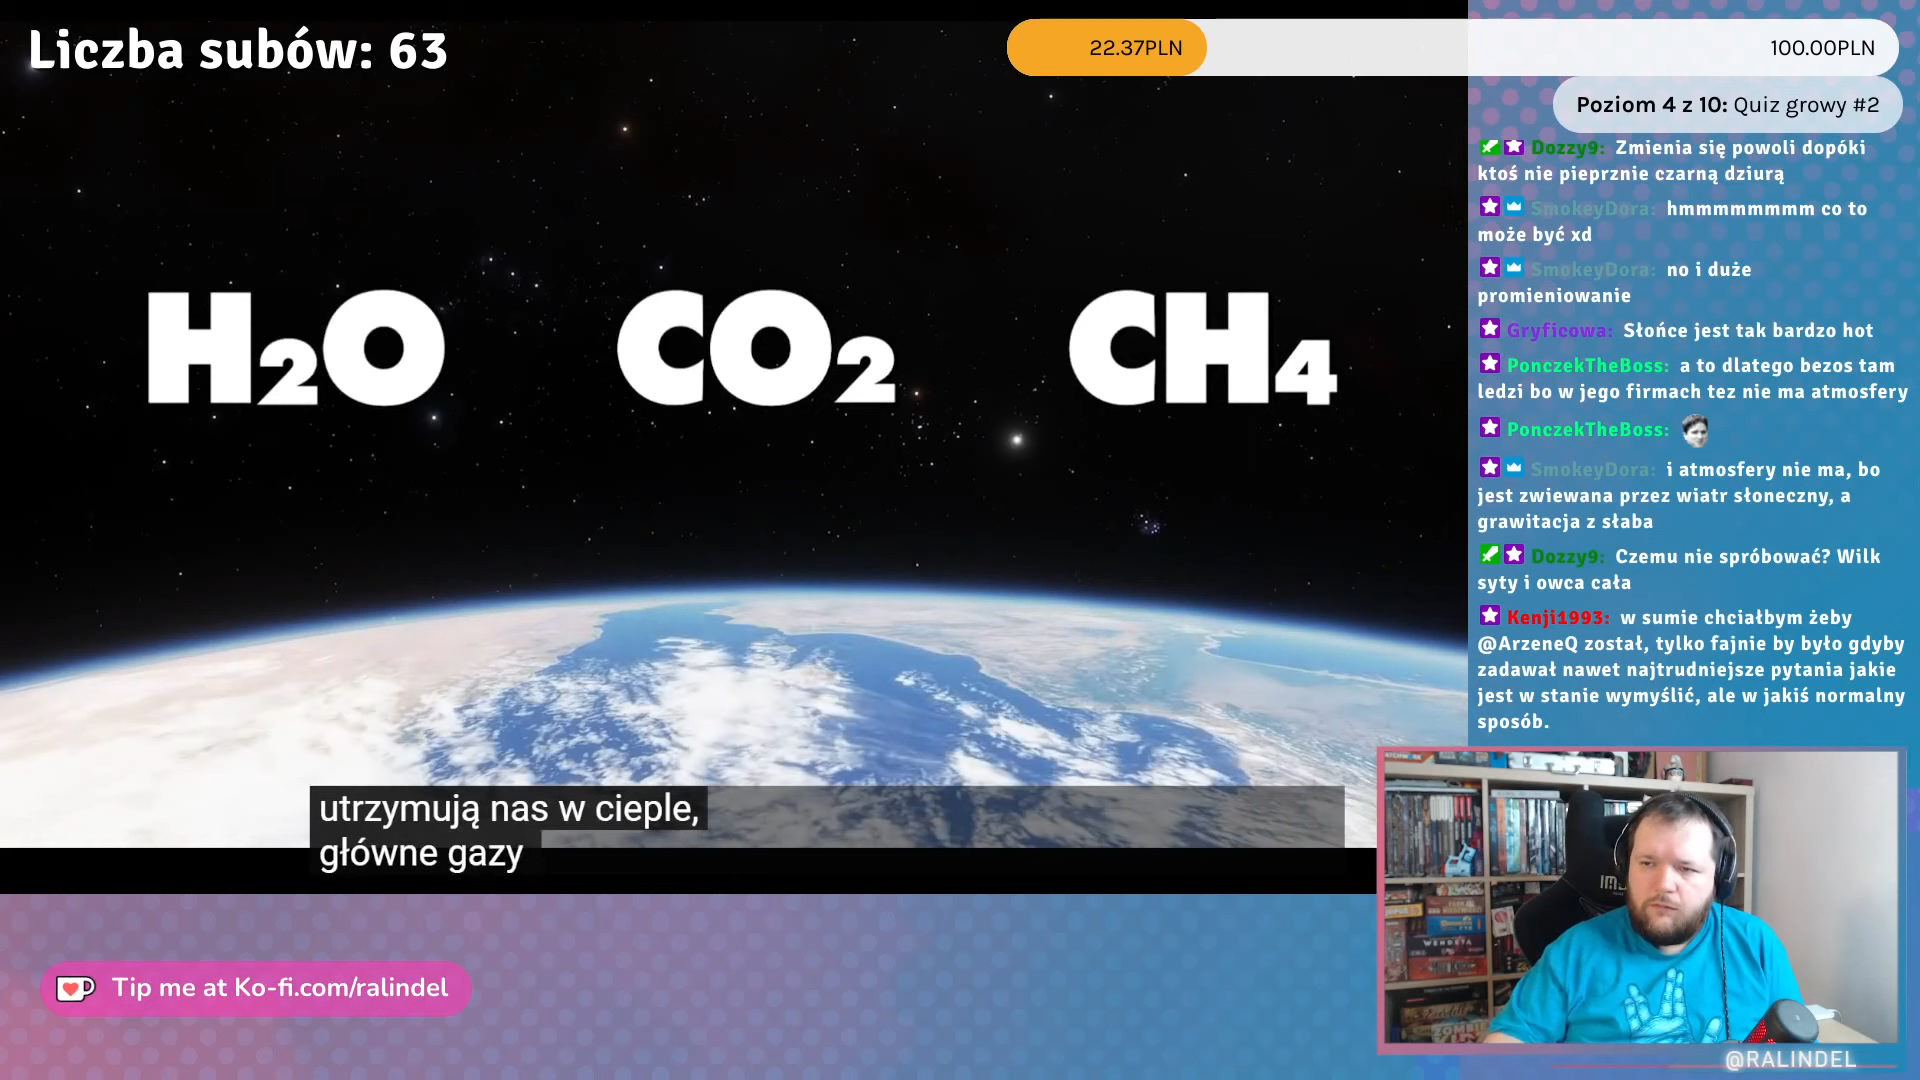 Liczba subów: 63
22.37PLN
100.00PLN
Poziom 4 z 10: Quiz growy #2
H2O CO2 CH4
utrzymują nas w cieple,
główne gazy
Dozzy9: Zmienia się powoli dopóki
ktoś nie pieprznie czarną dziurą
SmokeyDora: hmmmmmmmm co to
może być xd
SmokeyDora: no i duże
promieniowanie
Gryficowa: Słońce jest tak bardzo hot
PonczekTheBoss: a to dlatego bezos tam
ledzi bo w jego firmach tez nie ma atmosfery
PonczekTheBoss:
SmokeyDora: i atmosfery nie ma, bo
jest zwiewana przez wiatr słoneczny, a
grawitacja z słaba
Dozzy9: Czemu nie spróbować? Wilk
syty i owca cała
Kenji1993: w sumie chciałbym żeby
@ArzeneQ został, tylko fajnie by było gdyby
zadawał nawet najtrudniejsze pytania jakie
jest w stanie wymyślić, ale w jakiś normalny
sposób.
WENDETA
ZOMBIE
Tip me at Ko-fi.com/ralindel
@RALINDEL